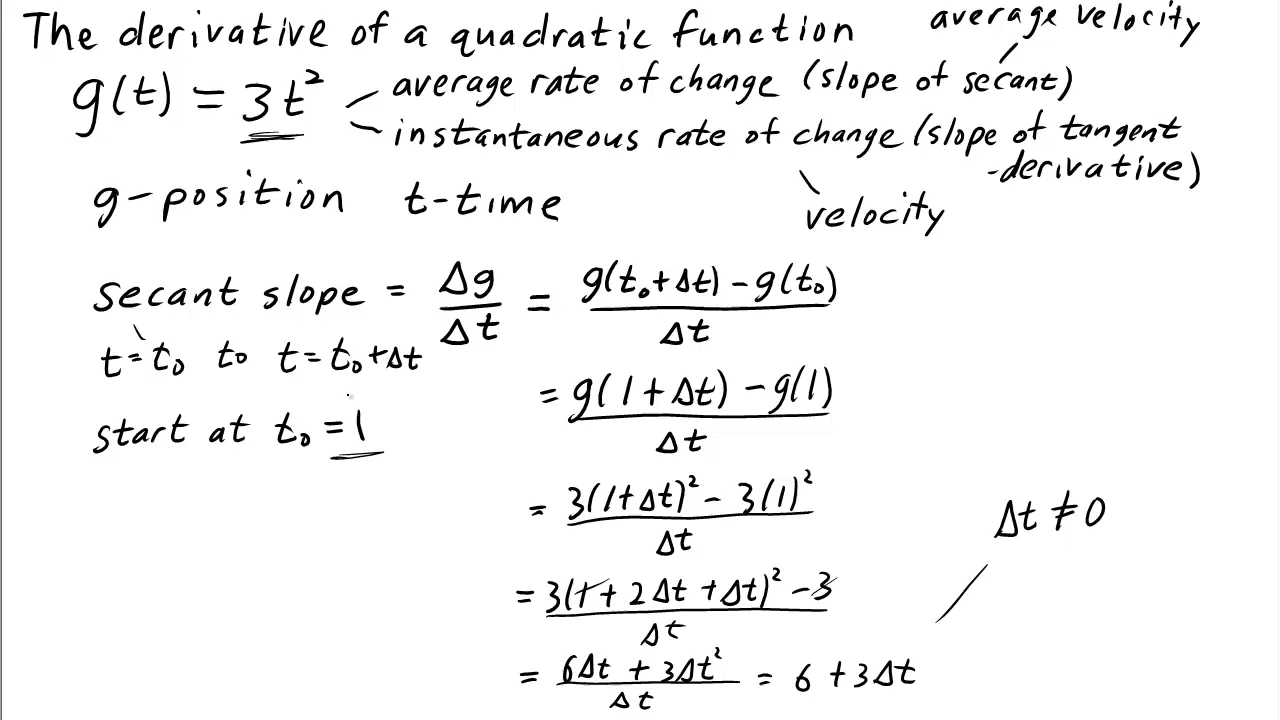 The derivative of a quadratic function
average velocity
g(t) = 3t²
average rate of change (slope of secant)
instantaneous rate of change (slope of tangent
-derivative)
g-position t-time
velocity
secant slope = Δg/Δt = (g(t₀+Δt) - g(t₀))/Δt
t=t₀ to t=t₀+Δt
= (g(1+Δt) - g(1))/Δt
start at t₀ = 1
= (3(1+Δt)² - 3(1)²)/Δt
Δt ≠ 0
= (3(1+2Δt+Δt)² - 3)/Δt
= (6Δt + 3Δt²)/Δt = 6 + 3Δt